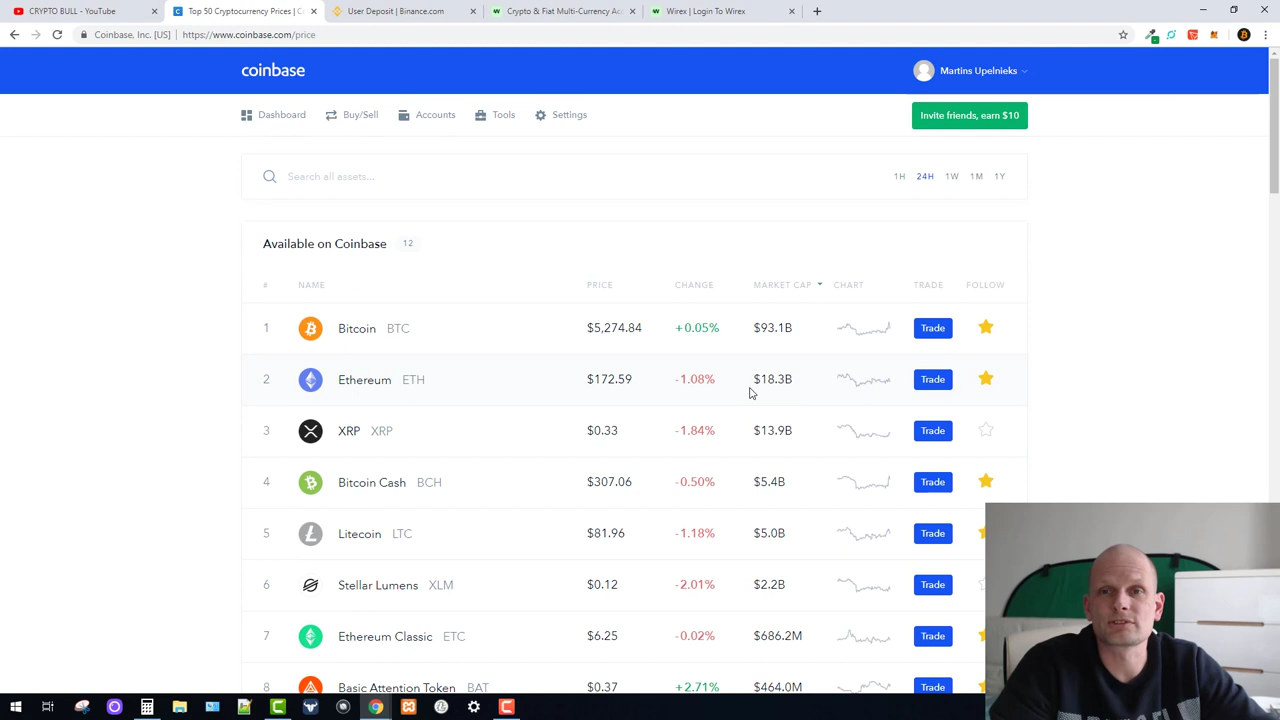 CRYPTO BULL - YouTube
Top 50 Cryptocurrency Prices | C
User Deposit | Binance.com
Crypto & Fiat Multi-Currency Ac
Wirex | Login To Wirex
Coinbase, Inc. [US] | https://www.coinbase.com/price
coinbase
Martins Upelnieks
Dashboard
Buy/Sell
Accounts
Tools
Settings
Invite friends, earn $10
Search all assets...
1H 24H 1W 1M 1Y
Available on Coinbase 12
# NAME PRICE CHANGE MARKET CAP CHART TRADE FOLLOW
1 Bitcoin BTC $5,274.84 +0.05% $93.1B Trade
2 Ethereum ETH $172.59 -1.08% $18.3B Trade
3 XRP XRP $0.33 -1.84% $13.9B Trade
4 Bitcoin Cash BCH $307.06 -0.50% $5.4B Trade
5 Litecoin LTC $81.96 -1.18% $5.0B Trade
6 Stellar Lumens XLM $0.12 -2.01% $2.2B Trade
7 Ethereum Classic ETC $6.25 -0.02% $686.2M Trade
8 Basic Attention Token BAT $0.37 +2.71% $464.0M Trade